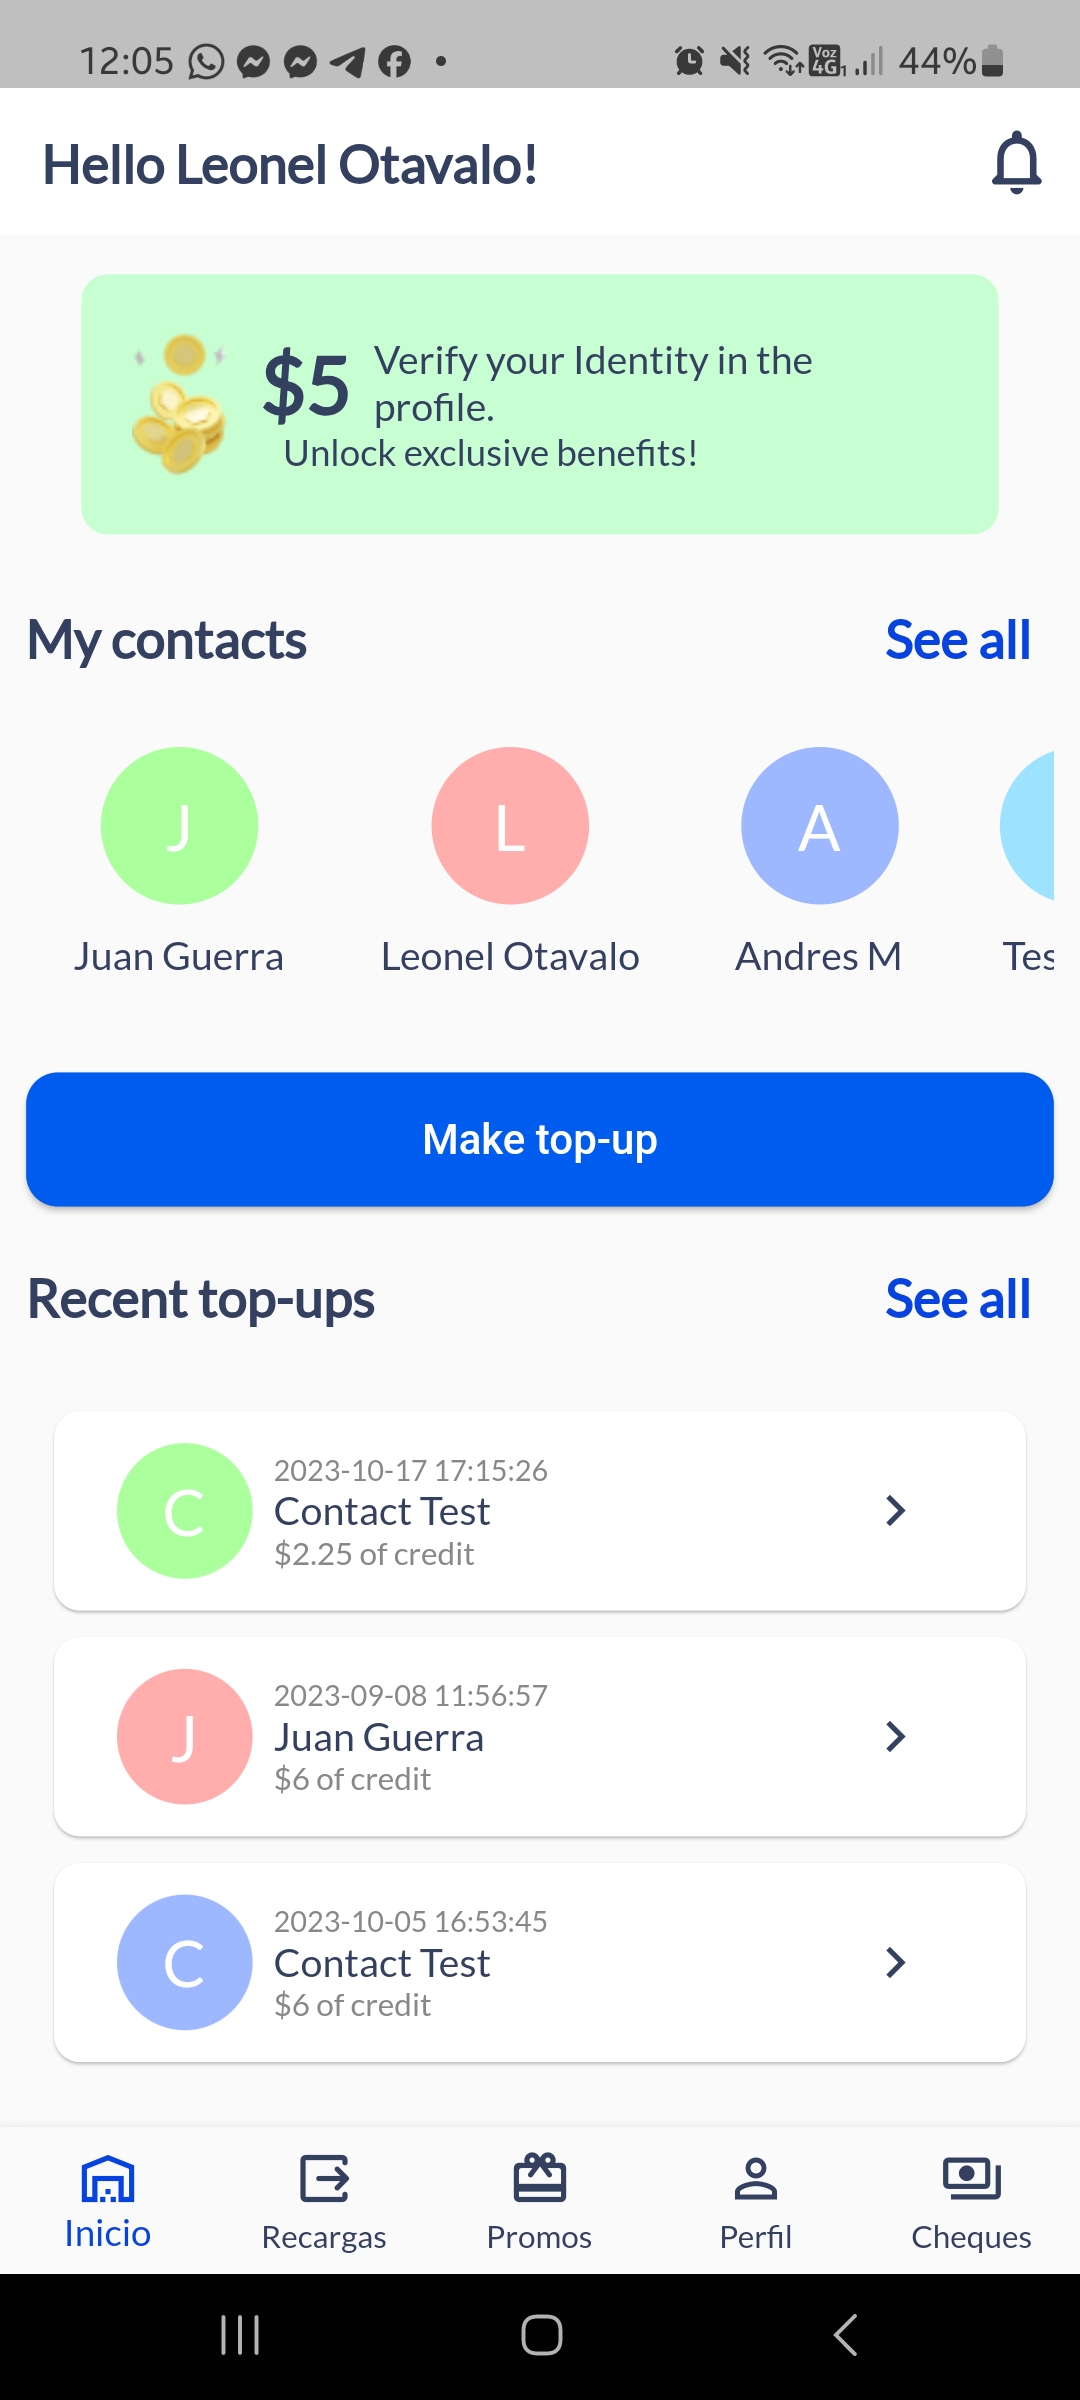 12:05
Voz
4G 1
44%
Hello Leonel Otavalo!
$5 Verify your Identity in the
profile.
Unlock exclusive benefits!
My contacts See all
J L A
Juan Guerra Leonel Otavalo Andres M Tes
Make top-up
Recent top-ups See all
C
2023-10-17 17:15:26
Contact Test
$2.25 of credit
J
2023-09-08 11:56:57
Juan Guerra
$6 of credit
C
2023-10-05 16:53:45
Contact Test
$6 of credit
Inicio Recargas Promos Perfil Cheques